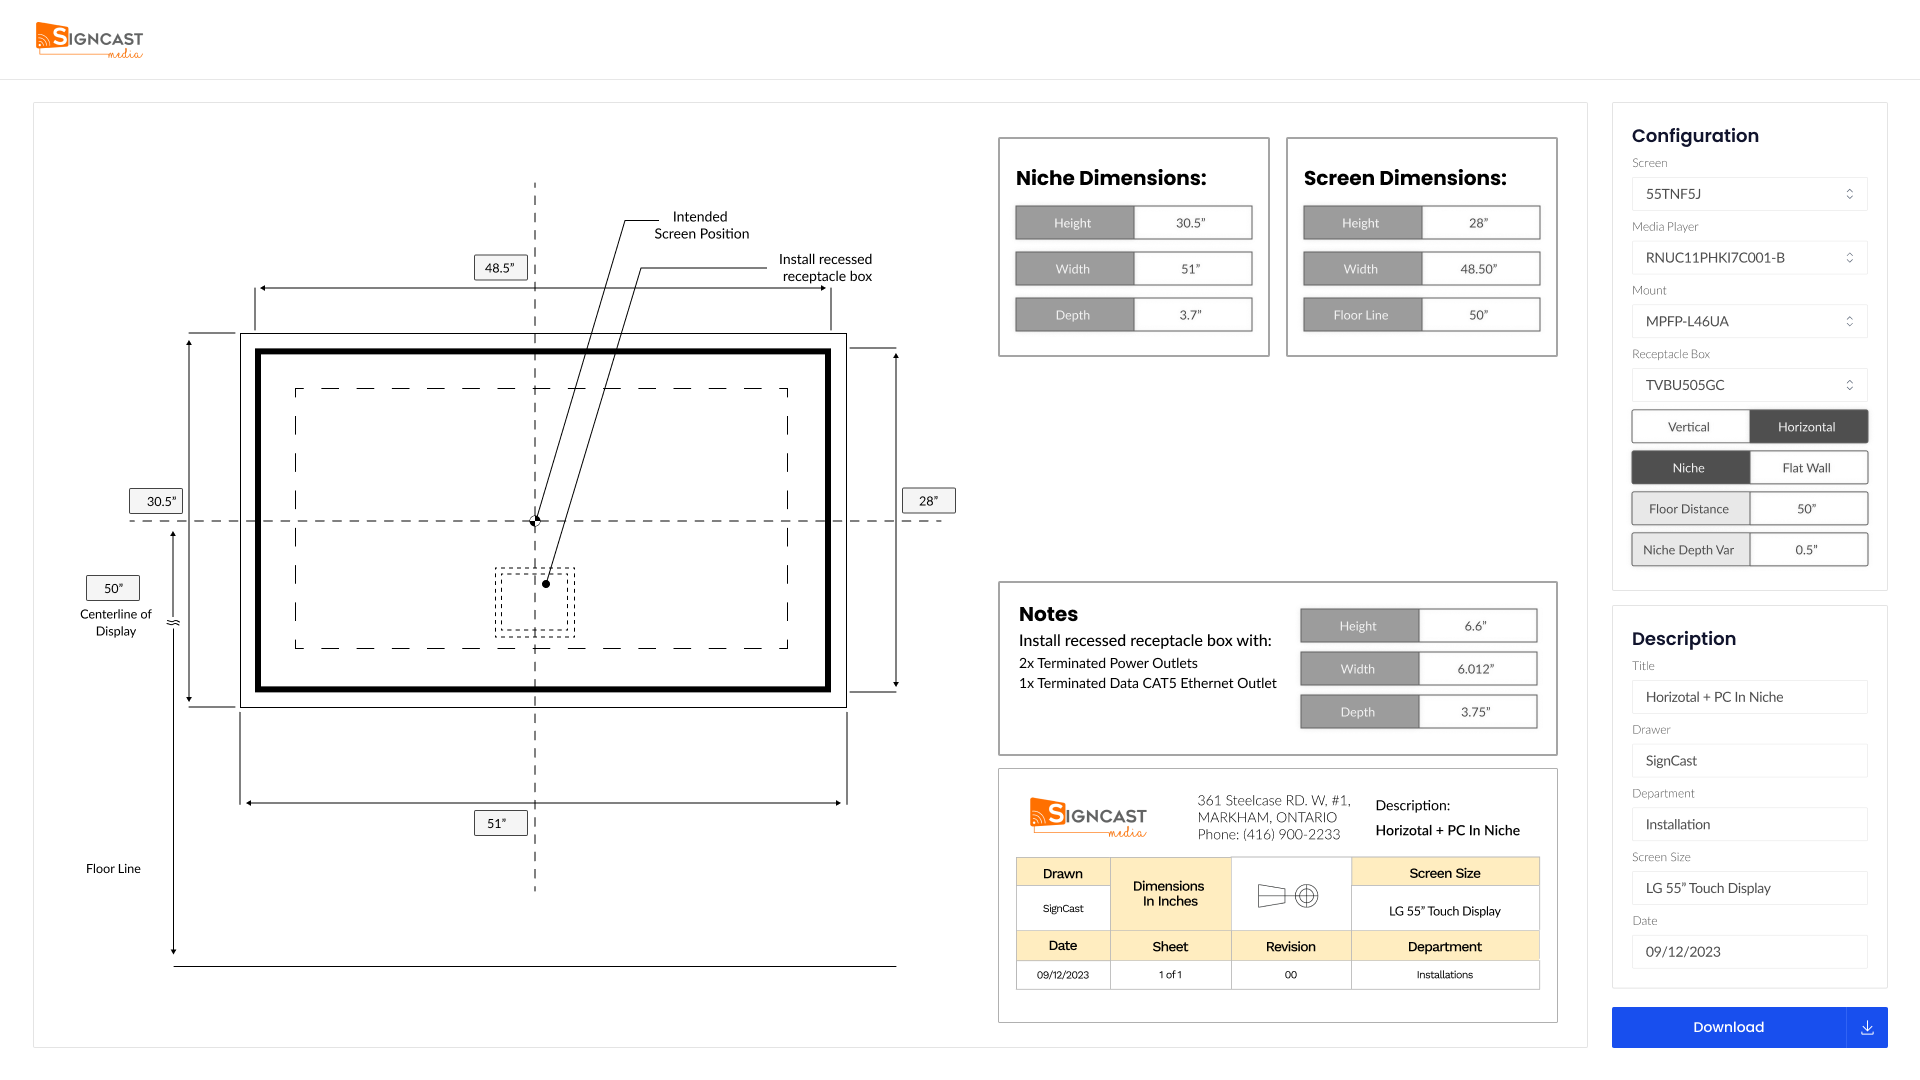 SIGNCAST
media
Intended
Screen Position
Install recessed
receptacle box
48.5”
30.5”
28”
50”
Centerline of
Display
51”
Floor Line
Niche Dimensions:
Height 30.5”
Width 51”
Depth 3.7”
Screen Dimensions:
Height 28”
Width 48.50”
Floor Line 50”
Notes
Install recessed receptacle box with:
2x Terminated Power Outlets
1x Terminated Data CAT5 Ethernet Outlet
Height 6.6”
Width 6.012”
Depth 3.75”
SIGNCAST
media
361 Steelcase RD. W, #1,
MARKHAM, ONTARIO
Phone: (416) 900-2233
Description:
Horizotal + PC In Niche
Drawn
SignCast
Dimensions
In Inches
Screen Size
LG 55” Touch Display
Date Sheet Revision Department
09/12/2023 1 of 1 00 Installations
Configuration
Screen
55TNF5J
Media Player
RNUC11PHKI7C001-B
Mount
MPFP-L46UA
Receptacle Box
TVBU505GC
Vertical Horizontal
Niche Flat Wall
Floor Distance 50”
Niche Depth Var 0.5”
Description
Title
Horizotal + PC In Niche
Drawer
SignCast
Department
Installation
Screen Size
LG 55” Touch Display
Date
09/12/2023
Download